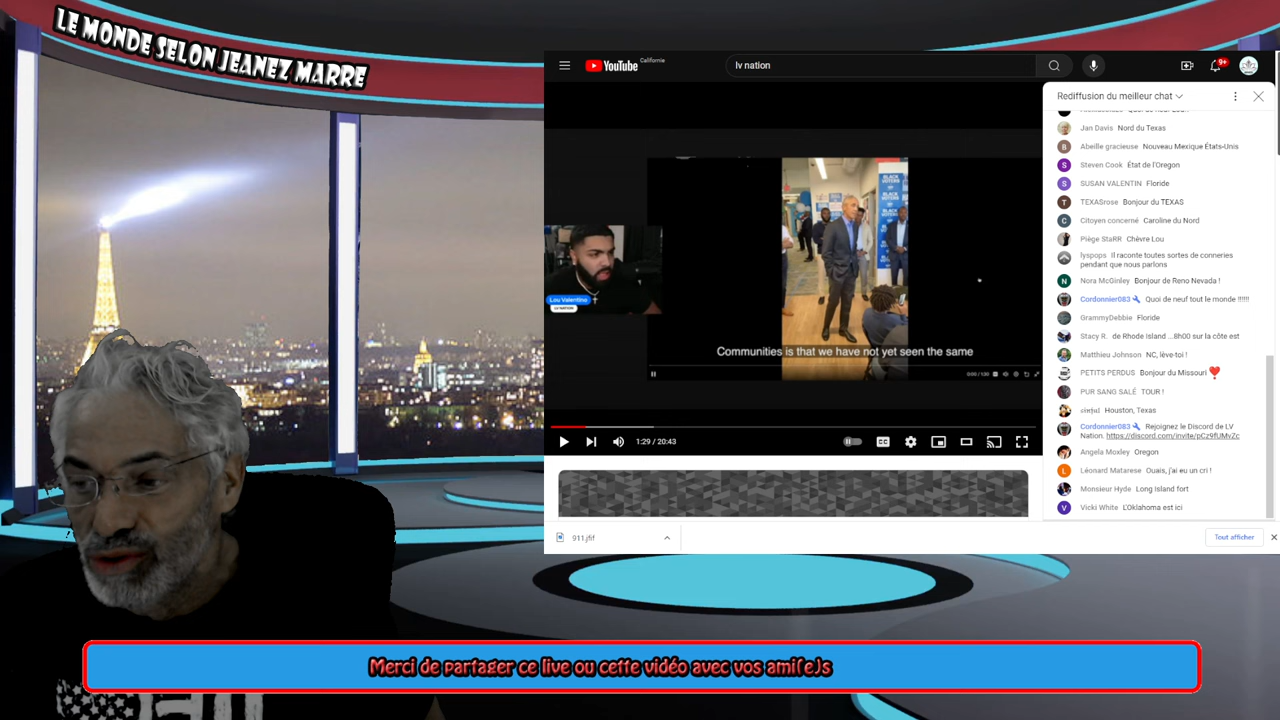 LE MONDE SELON JEANEZ MARRE
YouTube
Californie
lv nation
9+
Rediffusion du meilleur chat
Jan Davis Nord du Texas
B Abeille gracieuse Nouveau Mexique États-Unis
S Steven Cook État de l'Oregon
S SUSAN VALENTIN Floride
T TEXASrose Bonjour du TEXAS
C Citoyen concerné Caroline du Nord
Piège StaRR Chèvre Lou
lyspops Il raconte toutes sortes de conneries
pendant que nous parlons
N Nora McGinley Bonjour de Reno Nevada !
Cordonnier083 Quoi de neuf tout le monde !!!!!!
GrammyDebbie Floride
Stacy R. de Rhode Island ...8h00 sur la côte est
Matthieu Johnson NC, lève-toi !
PETITS PERDUS Bonjour du Missouri
PUR SANG SALÉ TOUR !
Houston, Texas
Cordonnier083 Rejoignez le Discord de LV
Nation. https://discord.com/invite/pCz9fUMvZc
Angela Moxley Oregon
L Léonard Matarese Ouais, j'ai eu un cri !
Monsieur Hyde Long Island fort
V Vicki White L'Oklahoma est ici
BLACK
VOTERS
Lou Valentino
LV NATION
Communities is that we have not yet seen the same
1:29 / 20:43
911.jfif
Tout afficher
Merci de partager ce live ou cette vidéo avec vos ami(e)s